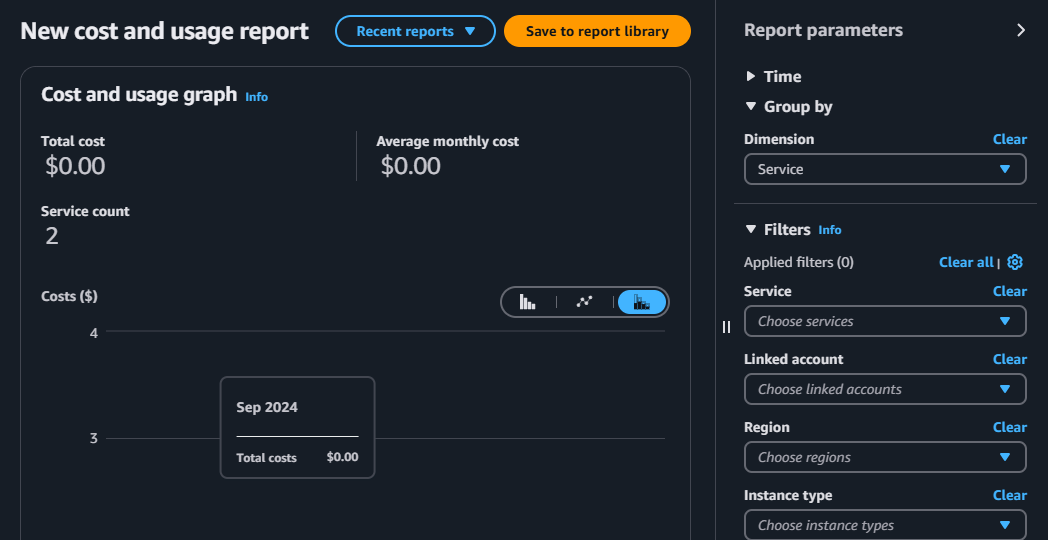 New cost and usage report
Recent reports
Save to report library
Cost and usage graph Info
Total cost
$0.00
Average monthly cost
$0.00
Service count
2
Costs ($)
4
3
Sep 2024
Total costs $0.00
Report parameters
Time
Group by
Dimension Clear
Service
Filters Info
Applied filters (0) Clear all |
Service Clear
Choose services
Linked account Clear
Choose linked accounts
Region Clear
Choose regions
Instance type Clear
Choose instance types